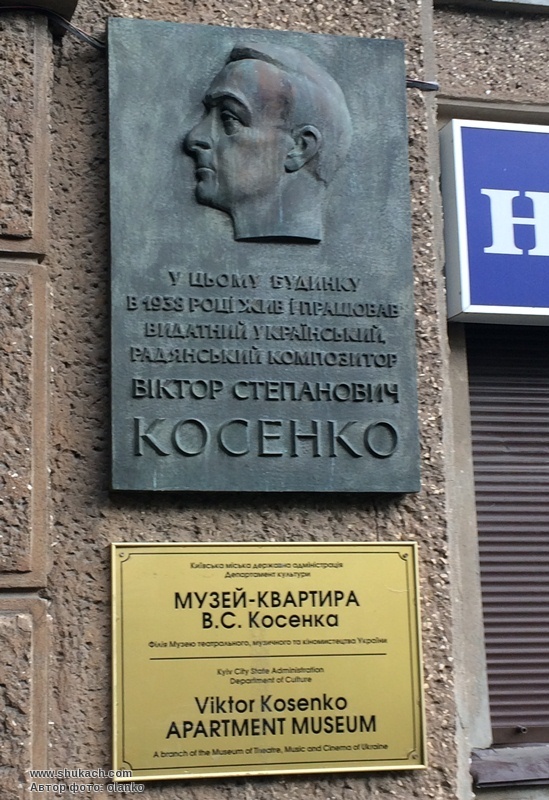 У ЦЬОМУ БУДИНКУ
В 1938 РОЦІ ЖИВ І ПРАЦЮВАВ
ВИДАТНИЙ УКРАЇНСЬКИЙ,
РАДЯНСЬКИЙ КОМПОЗИТОР
ВІКТОР СТЕПАНОВИЧ
КОСЕНКО
Н
Київська міська державна адміністрація
Департамент культури
МУЗЕЙ-КВАРТИРА
В.С. Косенка
Філія Музею театрального, музичного та кіномистецтва України
Kyiv City State Administration
Department of Culture
Viktor Kosenko
APARTMENT MUSEUM
A branch of the Museum of Theatre, Music and Cinema of Ukraine
www.shukach.com
Автор фото: glanko